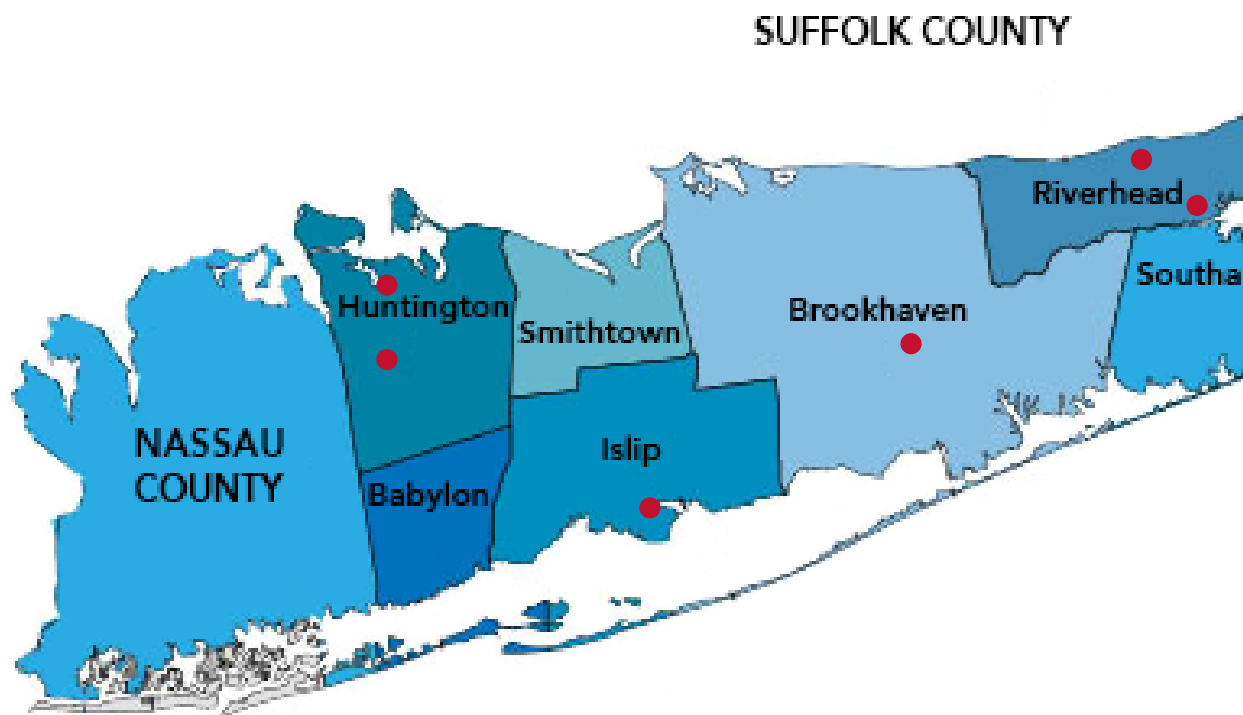 SUFFOLK COUNTY
Riverhead
Southa
Huntington
Brookhaven
Smithtown
NASSAU
COUNTY
Islip
Babylon